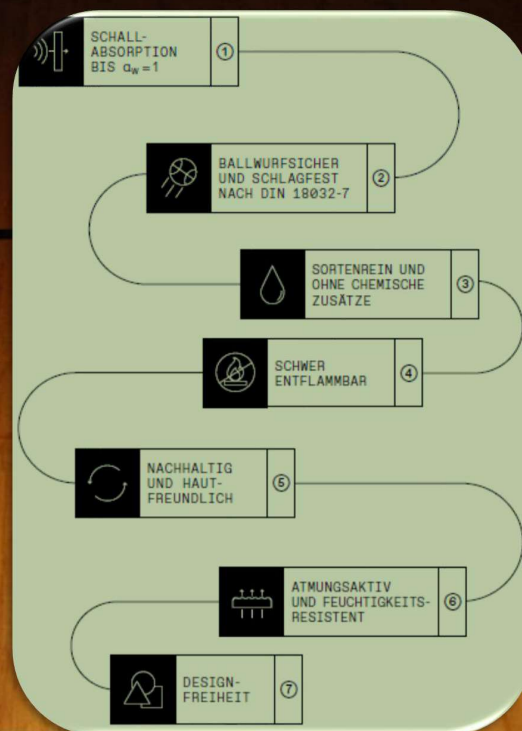 SCHALL-
ABSORPTION
BIS αw=1
①
BALLWURFSICHER
UND SCHLAGFEST
NACH DIN 18032-7
②
SORTENREIN UND
OHNE CHEMISCHE
ZUSÄTZE
③
SCHWER
ENTFLAMMBAR
④
NACHHALTIG
UND HAUT-
FREUNDLICH
⑤
ATMUNGSAKTIV
UND FEUCHTIGKEITS-
RESISTENT
⑥
DESIGN-
FREIHEIT
⑦